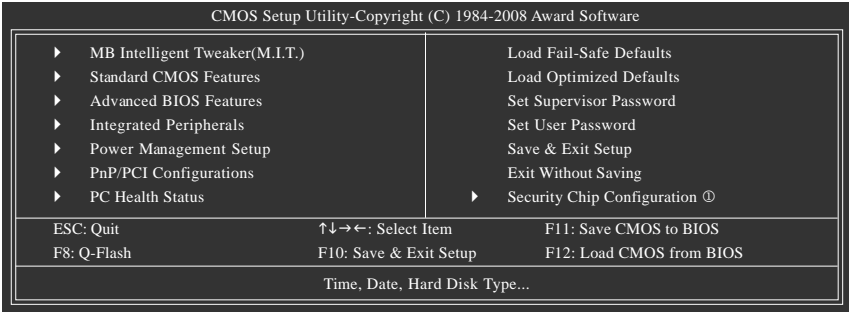 CMOS Setup Utility-Copyright (C) 1984-2008 Award Software
MB Intelligent Tweaker(M.I.T.)
Standard CMOS Features
Advanced BIOS Features
Integrated Peripherals
Power Management Setup
PnP/PCI Configurations
PC Health Status
Load Fail-Safe Defaults
Load Optimized Defaults
Set Supervisor Password
Set User Password
Save & Exit Setup
Exit Without Saving
Security Chip Configuration ①
ESC: Quit ↑↓→←: Select Item F11: Save CMOS to BIOS
F8: Q-Flash F10: Save & Exit Setup F12: Load CMOS from BIOS
Time, Date, Hard Disk Type...